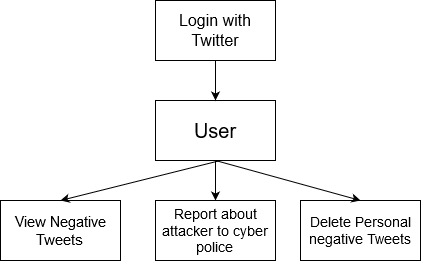 Login with
Twitter
User
View Negative
Tweets
Report about
attacker to cyber
police
Delete Personal
negative Tweets